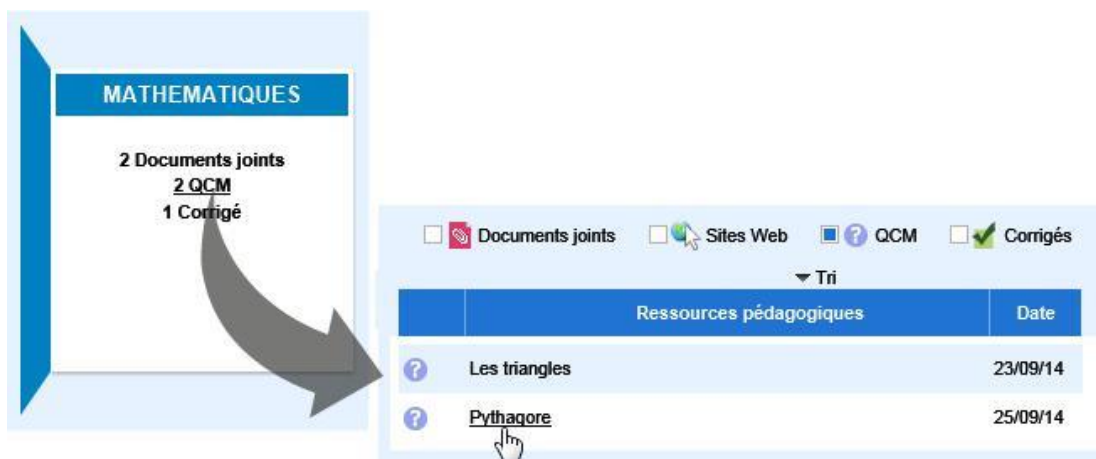 MATHEMATIQUES
2 Documents joints
2 QCM
1 Corrigé
Documents joints Sites Web QCM Corrigés
Tri
Ressources pédagogiques Date
Les triangles 23/09/14
Pythagore 25/09/14